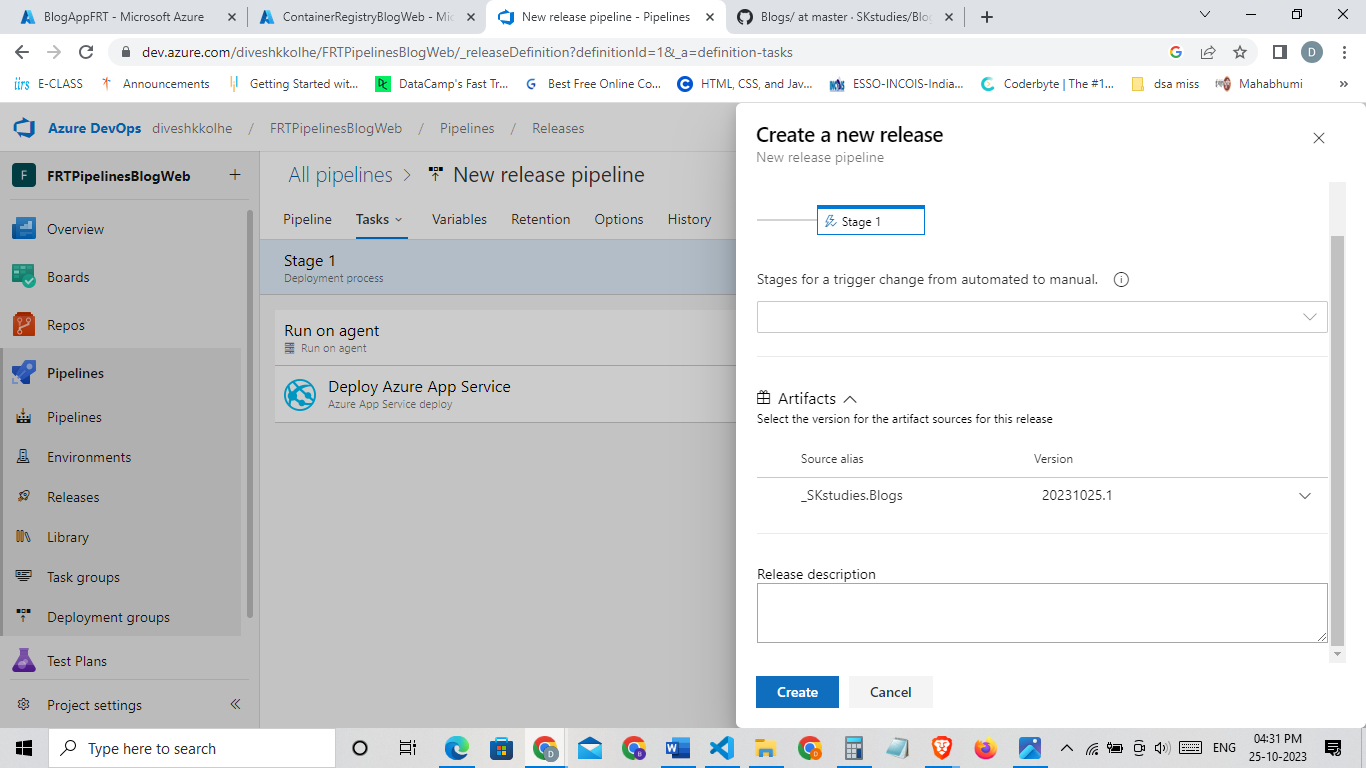 BlogAppFRT - Microsoft Azure
ContainerRegistryBlogWeb - Mic
New release pipeline - Pipelines
Blogs/ at master · SKstudies/Blog
dev.azure.com/diveshkkolhe/FRTPipelinesBlogWeb/_releaseDefinition?definitionId=1&_a=definition-tasks
D
iirs E-CLASS
Announcements
Getting Started wit...
DataCamp's Fast Tr...
Best Free Online Co...
HTML, CSS, and Jav...
ESSO-INCOIS-India...
Coderbyte | The #1...
dsa miss
Mahabhumi
»
Azure DevOps diveshkkolhe / FRTPipelinesBlogWeb / Pipelines / Releases
F FRTPipelinesBlogWeb +
Overview
Boards
Repos
Pipelines
Pipelines
Environments
Releases
Library
Task groups
Deployment groups
Test Plans
Project settings
All pipelines > New release pipeline
Pipeline Tasks Variables Retention Options History
Stage 1
Deployment process
Run on agent
Run on agent
Deploy Azure App Service
Azure App Service deploy
Create a new release
New release pipeline
Stage 1
Stages for a trigger change from automated to manual.
Artifacts
Select the version for the artifact sources for this release
Source alias Version
_SKstudies.Blogs 20231025.1
Release description
Create Cancel
Type here to search
ENG
04:31 PM
25-10-2023